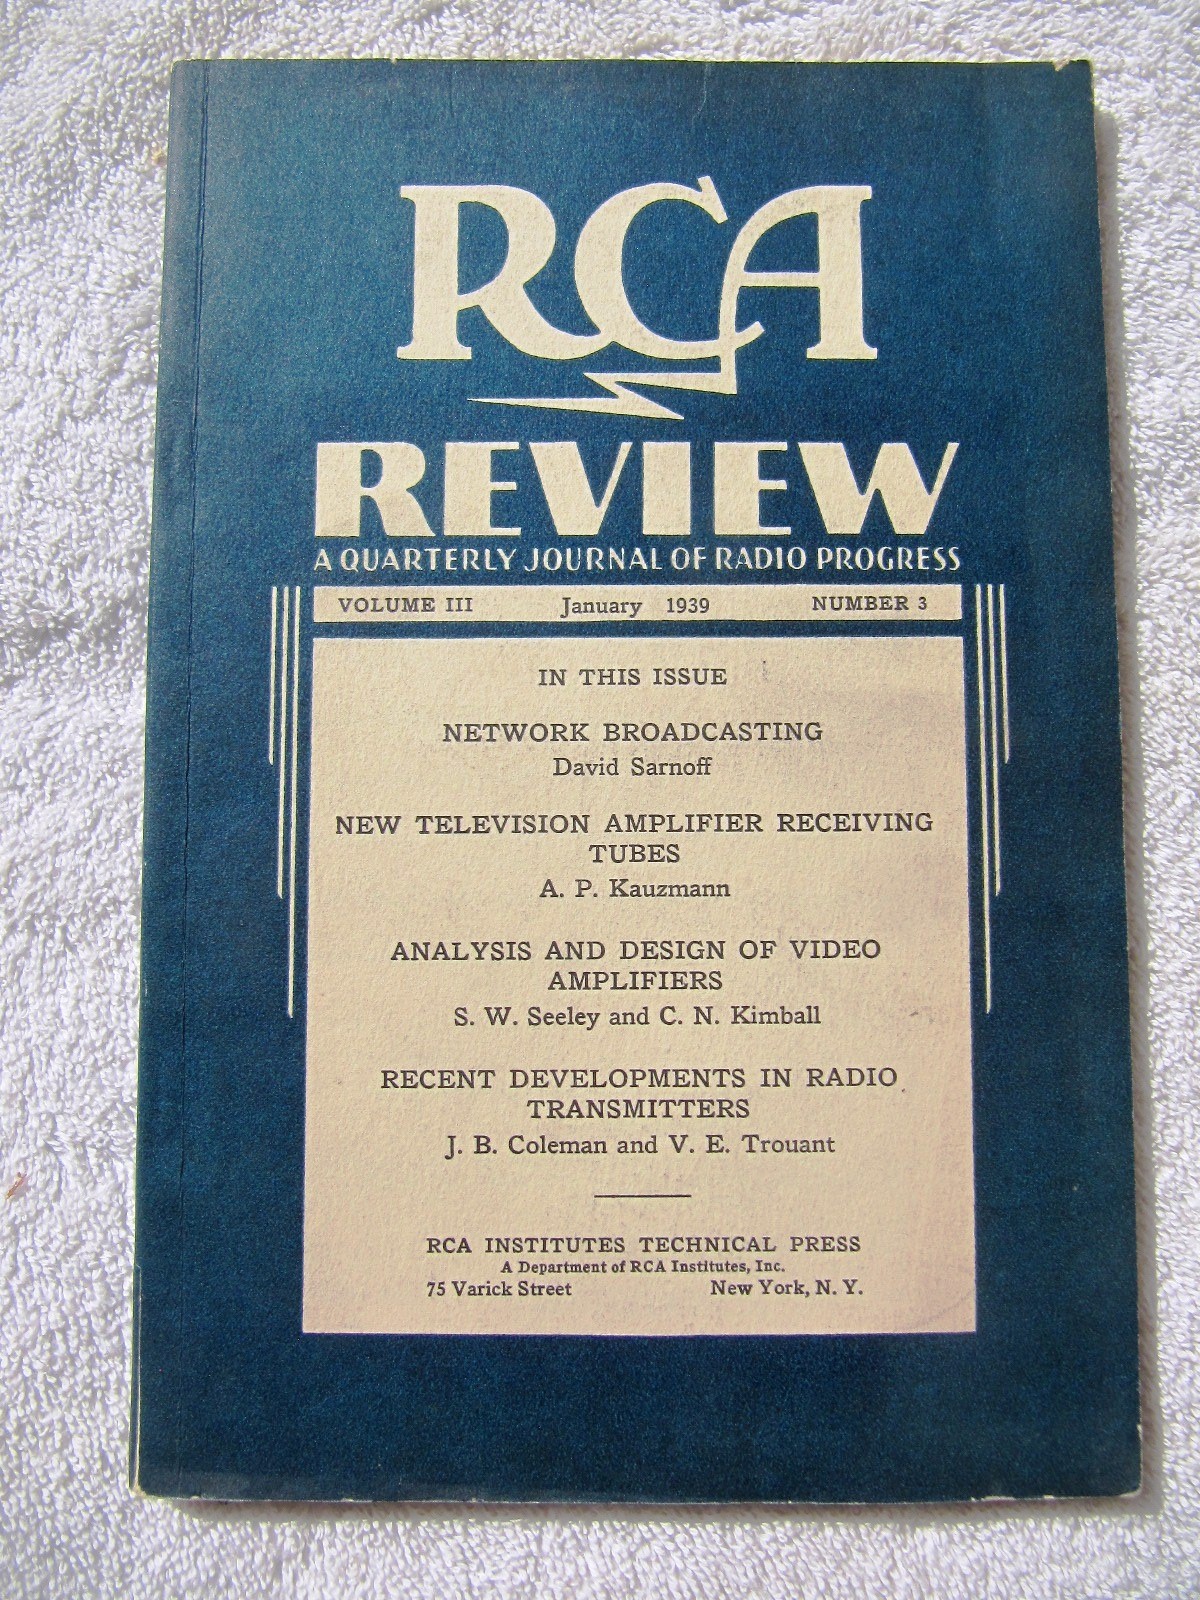 RCA
REVIEW
A QUARTERLY JOURNAL OF RADIO PROGRESS
VOLUME III January 1939 NUMBER 3
IN THIS ISSUE
NETWORK BROADCASTING
David Sarnoff
NEW TELEVISION AMPLIFIER RECEIVING
TUBES
A. P. Kauzmann
ANALYSIS AND DESIGN OF VIDEO
AMPLIFIERS
S. W. Seeley and C. N. Kimball
RECENT DEVELOPMENTS IN RADIO
TRANSMITTERS
J. B. Coleman and V. E. Trouant
RCA INSTITUTES TECHNICAL PRESS
A Department of RCA Institutes, Inc.
75 Varick Street New York, N. Y.